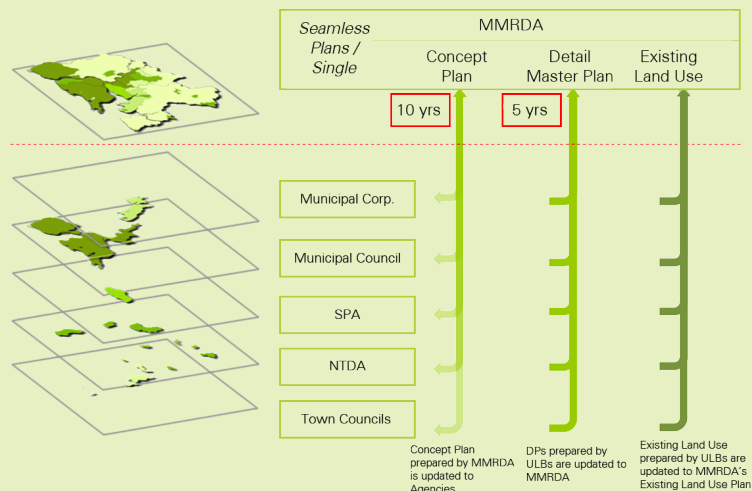 Seamless
Plans /
Single
MMRDA
Concept
Plan
Detail
Master Plan
Existing
Land Use
10 yrs
5 yrs
Municipal Corp.
Municipal Council
SPA
NTDA
Town Councils
Concept Plan
prepared by MMRDA
is updated to
Agencies
DPs prepared by
ULBs are updated to
MMRDA
Existing Land Use
prepared by ULBs are
updated to MMRDA's
Existing Land Use Plan